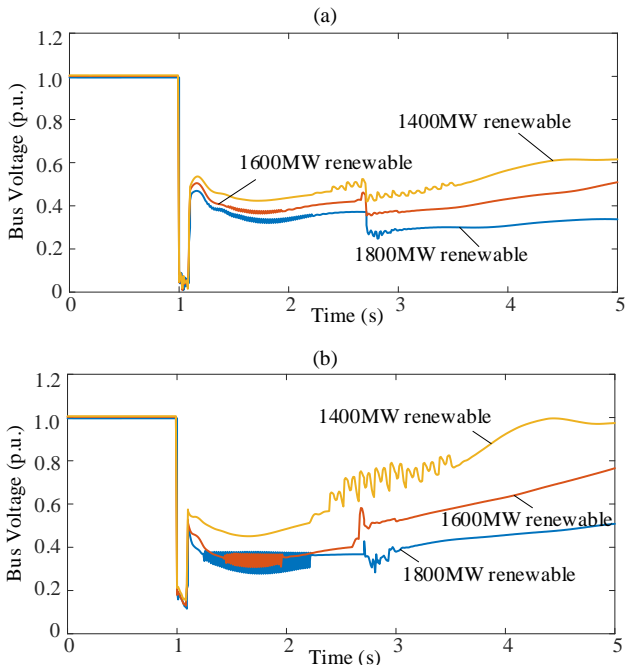 (a)
1.2
1.0
0.8
0.6
0.4
0.2
0
Bus Voltage (p.u.)
1400MW renewable
1600MW renewable
1800MW renewable
0 1 2 3 4 5
Time (s)
(b)
1.2
1.0
0.8
0.6
0.4
0.2
0
Bus Voltage (p.u.)
1400MW renewable
1600MW renewable
1800MW renewable
0 1 2 3 4 5
Time (s)